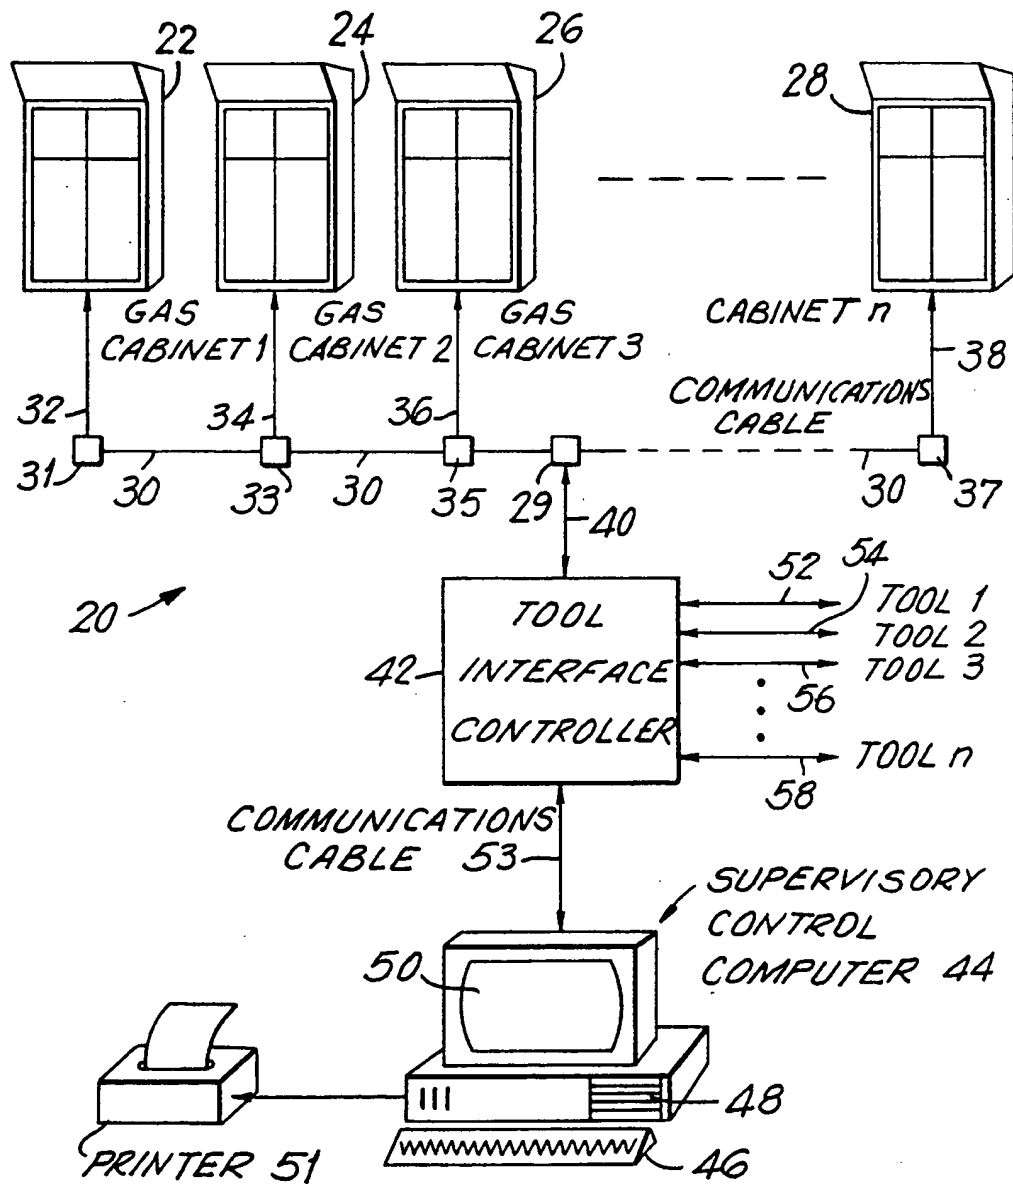 22
24
26
28
GAS
CABINET 1
GAS
CABINET 2
GAS
CABINET 3
CABINET n
32
34
36
38
COMMUNICATIONS
CABLE
31
30
33
30
35
29
40
30
37
20
42
TOOL
INTERFACE
CONTROLLER
52
54
TOOL 1
TOOL 2
TOOL 3
56
TOOL n
58
COMMUNICATIONS
CABLE 53
SUPERVISORY
CONTROL
COMPUTER 44
50
48
46
PRINTER 51